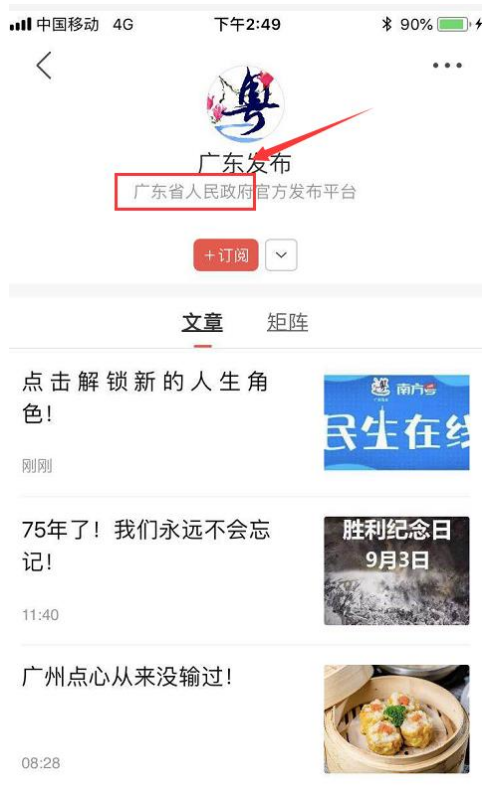 中国移动 4G 下午2:49 90%
粤
广东发布
广东省人民政府官方发布平台
+订阅
文章 矩阵
点击解锁新的人生角
色!
刚刚
粤 南方号
民生在线
75年了!我们永远不会忘
记!
11:40
胜利纪念日
9月3日
广州点心从来没输过!
08:28